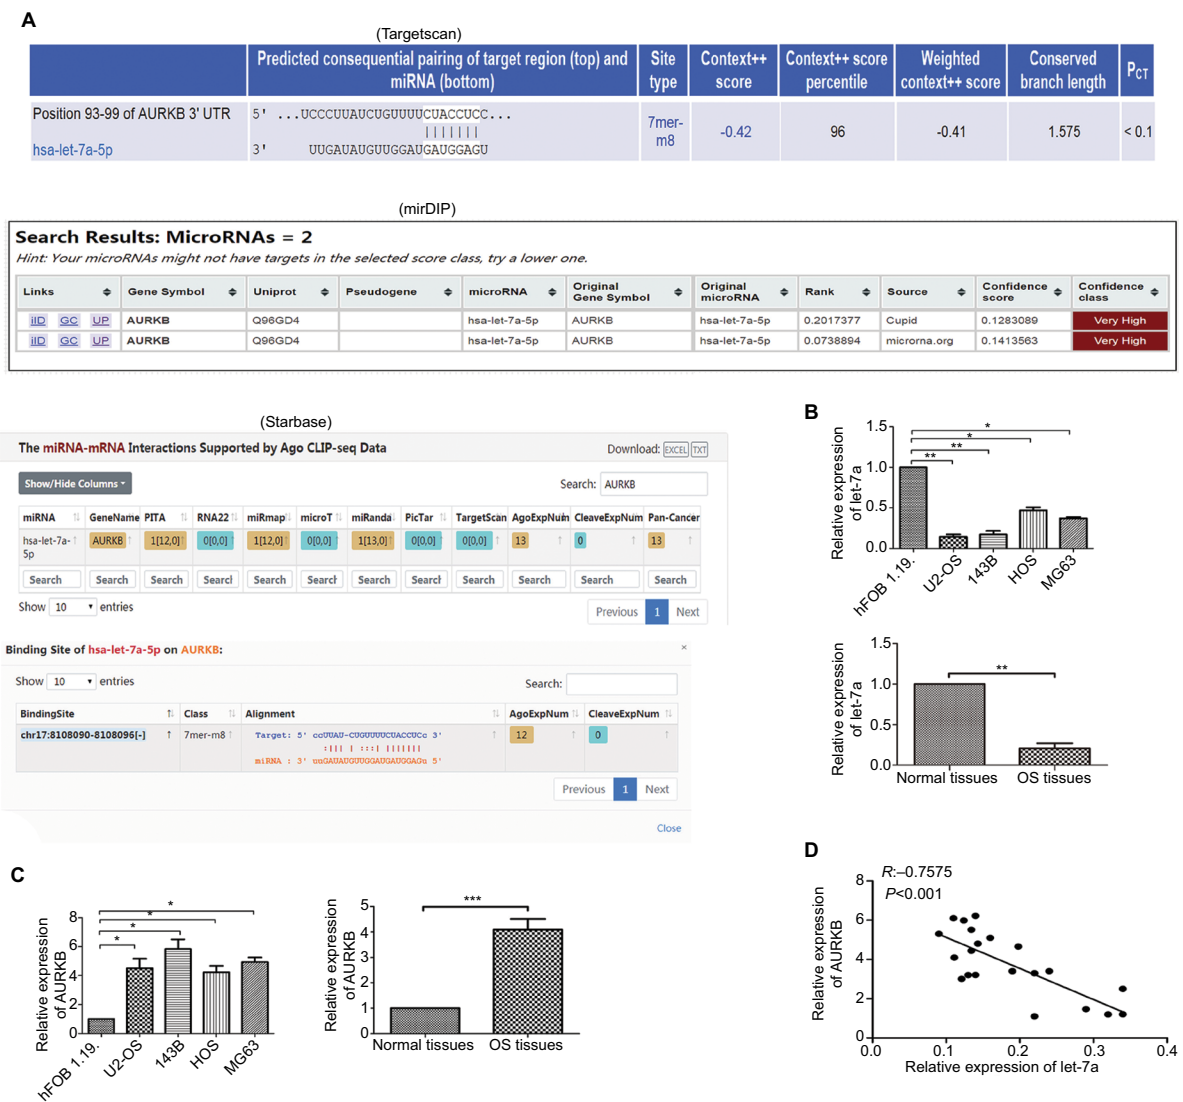 A
(Targetscan)
Predicted consequential pairing of target region (top) and miRNA (bottom)
Site type
Context++ score
Context++ score percentile
Weighted context++ score
Conserved branch length
PCT
Position 93-99 of AURKB 3' UTR
5' ...UCCCUUAUCUGUUUUCUACCUCC...
hsa-let-7a-5p
3' UUGAUAUGUUGGAUGAUGGAGU
7mer-m8
-0.42
96
-0.41
1.575
< 0.1
(mirDIP)
Search Results: MicroRNAs = 2
Hint: Your microRNAs might not have targets in the selected score class, try a lower one.
Links Gene Symbol Uniprot Pseudogene microRNA Original Gene Symbol Original microRNA Rank Source Confidence score Confidence class
iID GC UP AURKB Q96GD4 hsa-let-7a-5p AURKB hsa-let-7a-5p 0.2017377 Cupid 0.1283089 Very High
iID GC UP AURKB Q96GD4 hsa-let-7a-5p AURKB hsa-let-7a-5p 0.0738894 microrna.org 0.1413563 Very High
(Starbase)
The miRNA-mRNA Interactions Supported by Ago CLIP-seq Data
Download: EXCEL TXT
Show/Hide Columns
Search: AURKB
miRNA GeneName PITA RNA22 miRmap microT miRanda PicTar TargetScan AgoExpNum CleaveExpNum Pan-Cancer
hsa-let-7a-5p AURKB 1[12,0] 0[0,0] 1[12,0] 0[0,0] 1[13,0] 0[0,0] 0[0,0] 13 0 13
Search Search Search Search Search Search Search Search Search Search Search Search
Show 10 entries
Previous 1 Next
Binding Site of hsa-let-7a-5p on AURKB:
×
Show 10 entries
Search:
BindingSite Class Alignment AgoExpNum CleaveExpNum
chr17:8108090-8108096[-] 7mer-m8
Target: 5' ccUUAU-CUGUUUUCUACCUCc 3'
miRNA : 3' uuGAUAUGUUGGAUGAUGGAGu 5'
12 0
Previous 1 Next
Close
B
Relative expression of let-7a
1.5
1.0
0.5
0.0
*
*
**
**
hFOB 1.19.
U2-OS
143B
HOS
MG63
Relative expression of let-7a
1.5
1.0
0.5
0.0
**
Normal tissues
OS tissues
C
Relative expression of AURKB
8
6
4
2
0
*
*
*
*
hFOB 1.19.
U2-OS
143B
HOS
MG63
Relative expression of AURKB
5
4
3
2
1
0
***
Normal tissues
OS tissues
D
R:–0.7575
P<0.001
Relative expression of AURKB
8
6
4
2
0
0.0
0.1
0.2
0.3
0.4
Relative expression of let-7a